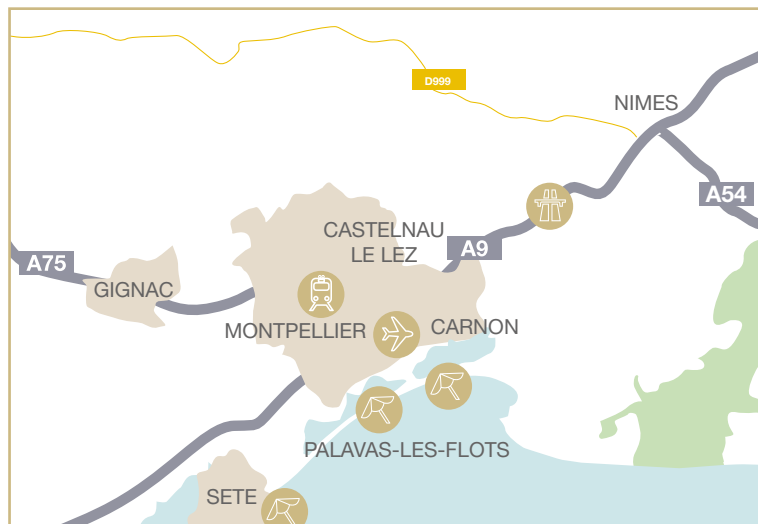 D999
NIMES
A54
CASTELNAU
LE LEZ
A9
A75
GIGNAC
MONTPELLIER
CARNON
PALAVAS-LES-FLOTS
SETE